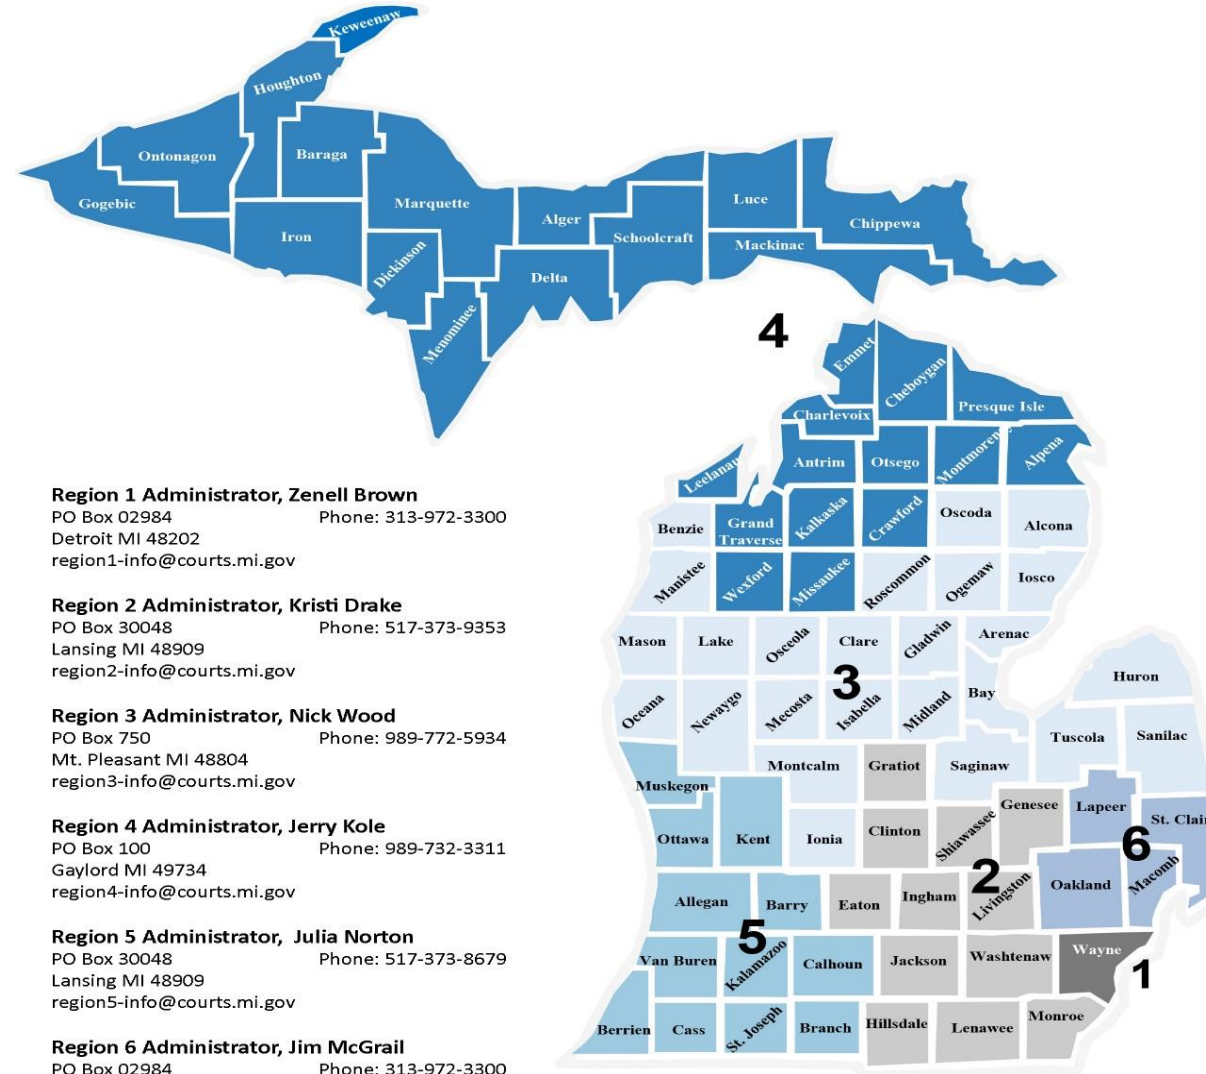 Keweenaw
Houghton
Ontonagon
Baraga
Gogebic
Marquette
Iron
Dickinson
Menominee
Alger
Delta
Schoolcraft
Luce
Mackinac
Chippewa
4
Emmet
Cheboygan
Presque Isle
Charlevoix
Leelanau
Antrim
Otsego
Montmorenc
Alpena
Benzie
Grand
Traverse
Kalkaska
Crawford
Oscoda
Alcona
Manistee
Wexford
Missaukee
Roscommon
Ogemaw
Iosco
Mason
Lake
Osceola
Clare
Gladwin
Arenac
3
Huron
Oceana
Newaygo
Mecosta
Isabella
Midland
Bay
Tuscola
Sanilac
Muskegon
Montcalm
Gratiot
Saginaw
Genesee
Lapeer
St. Clair
6
Ottawa
Kent
Ionia
Clinton
Shiawassee
2
Oakland
Macomb
Allegan
Barry
Eaton
Ingham
Livingston
5
Van Buren
Kalamazoo
Calhoun
Jackson
Washtenaw
Wayne
1
Berrien
Cass
St. Joseph
Branch
Hillsdale
Lenawee
Monroe
Region 1 Administrator, Zenell Brown
PO Box 02984 Phone: 313-972-3300
Detroit MI 48202
region1-info@courts.mi.gov
Region 2 Administrator, Kristi Drake
PO Box 30048 Phone: 517-373-9353
Lansing MI 48909
region2-info@courts.mi.gov
Region 3 Administrator, Nick Wood
PO Box 750 Phone: 989-772-5934
Mt. Pleasant MI 48804
region3-info@courts.mi.gov
Region 4 Administrator, Jerry Kole
PO Box 100 Phone: 989-732-3311
Gaylord MI 49734
region4-info@courts.mi.gov
Region 5 Administrator, Julia Norton
PO Box 30048 Phone: 517-373-8679
Lansing MI 48909
region5-info@courts.mi.gov
Region 6 Administrator, Jim McGrail
PO Box 02984 Phone: 313-972-3300